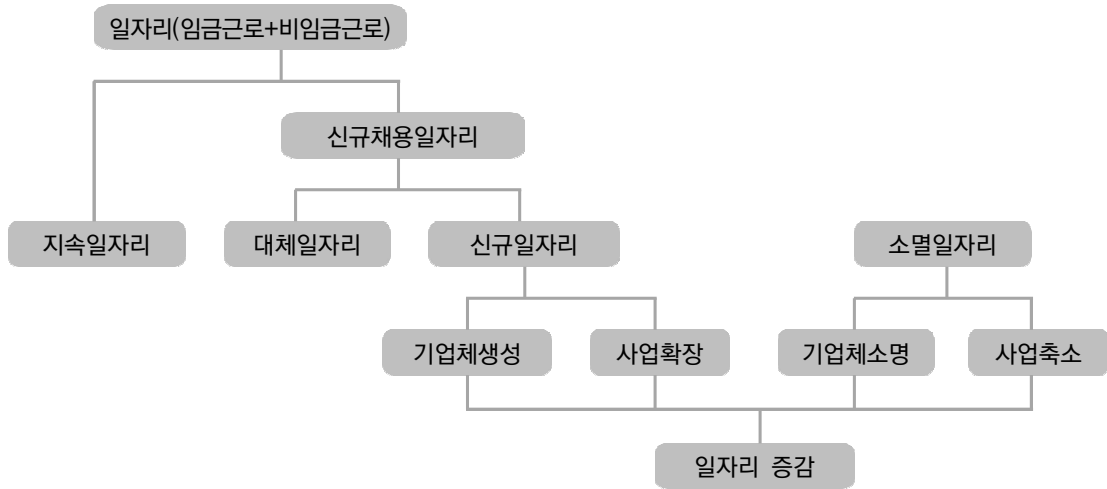 일자리(임금근로+비임금근로)
신규채용일자리
지속일자리
대체일자리
신규일자리
소멸일자리
기업체생성
사업확장
기업체소명
사업축소
일자리 증감